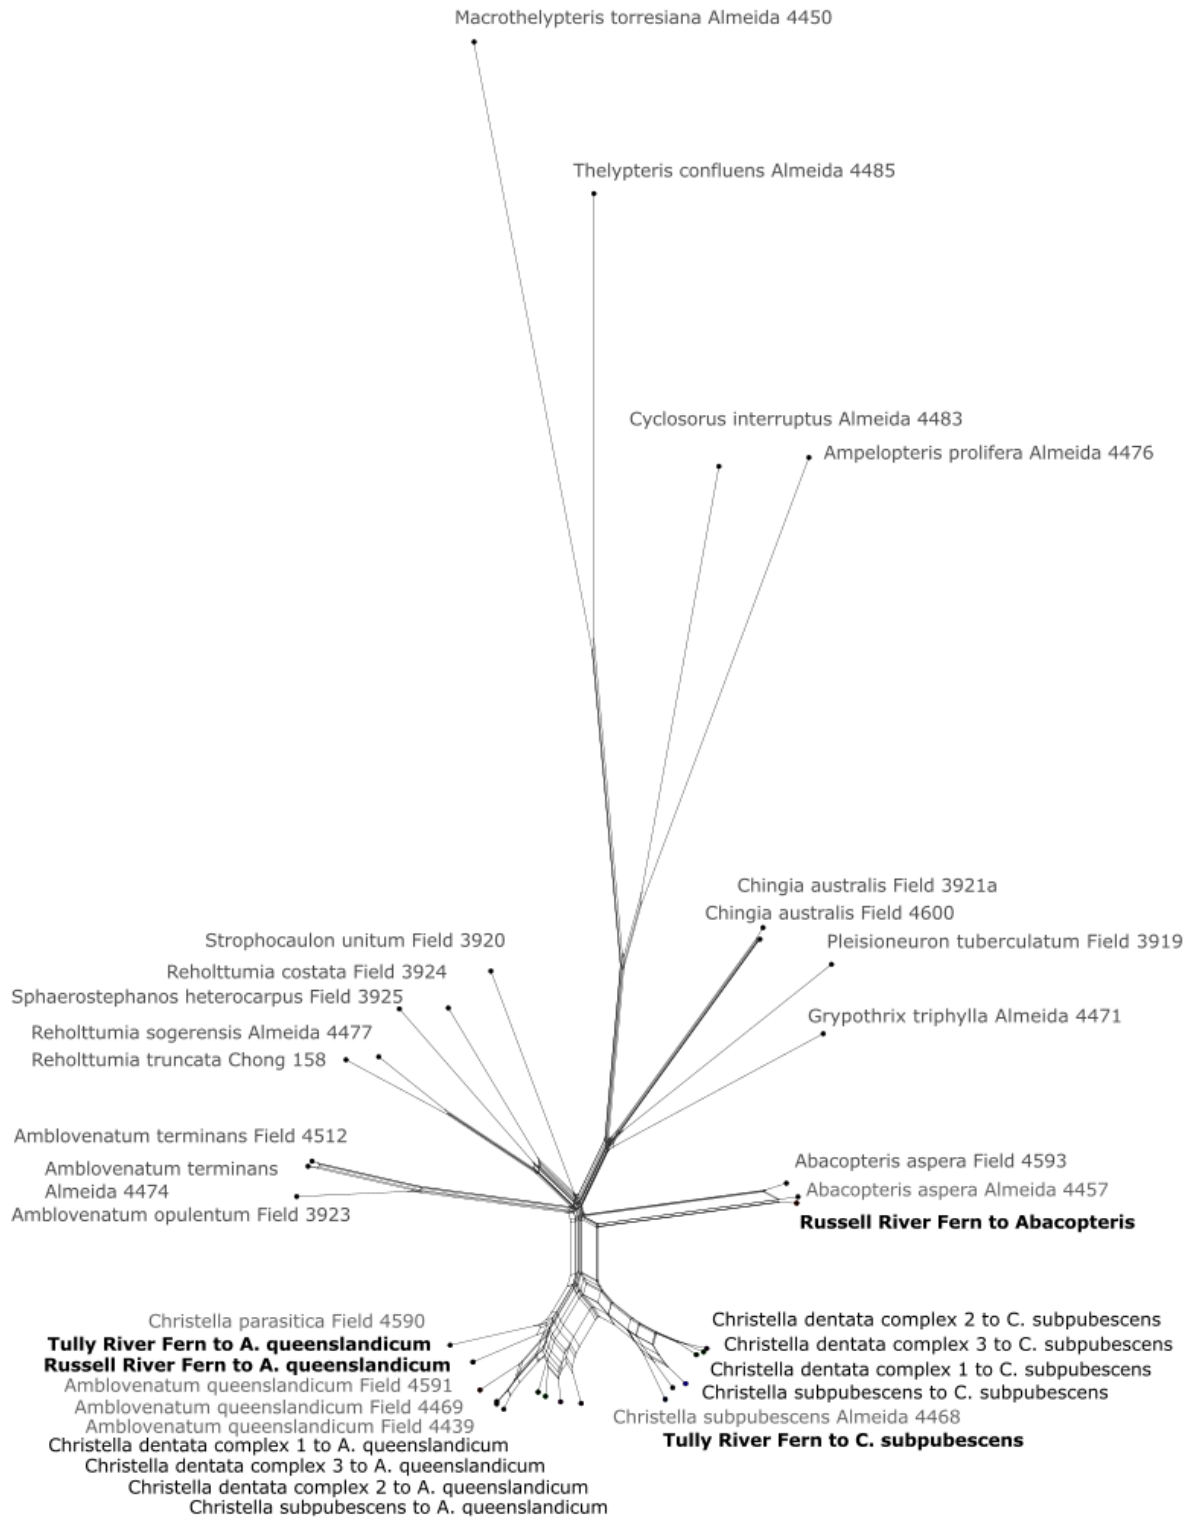 Macrothelypteris torresiana Almeida 4450
Thelypteris confluens Almeida 4485
Cyclosorus interruptus Almeida 4483
Ampelopteris prolifera Almeida 4476
Chingia australis Field 3921a
Chingia australis Field 4600
Strophocaulon unitum Field 3920
Pleisioneuron tuberculatum Field 3919
Reholttumia costata Field 3924
Sphaerostephanos heterocarpus Field 3925
Grypothrix triphylla Almeida 4471
Reholttumia sogerensis Almeida 4477
Reholttumia truncata Chong 158
Amblovenatum terminans Field 4512
Amblovenatum terminans
Almeida 4474
Amblovenatum opulentum Field 3923
Abacopteris aspera Field 4593
Abacopteris aspera Almeida 4457
Russell River Fern to Abacopteris
Christella parasitica Field 4590
Tully River Fern to A. queenslandicum
Russell River Fern to A. queenslandicum
Amblovenatum queenslandicum Field 4591
Amblovenatum queenslandicum Field 4469
Amblovenatum queenslandicum Field 4439
Christella dentata complex 1 to A. queenslandicum
Christella dentata complex 3 to A. queenslandicum
Christella dentata complex 2 to A. queenslandicum
Christella subpubescens to A. queenslandicum
Christella dentata complex 2 to C. subpubescens
Christella dentata complex 3 to C. subpubescens
Christella dentata complex 1 to C. subpubescens
Christella subpubescens to C. subpubescens
Christella subpubescens Almeida 4468
Tully River Fern to C. subpubescens